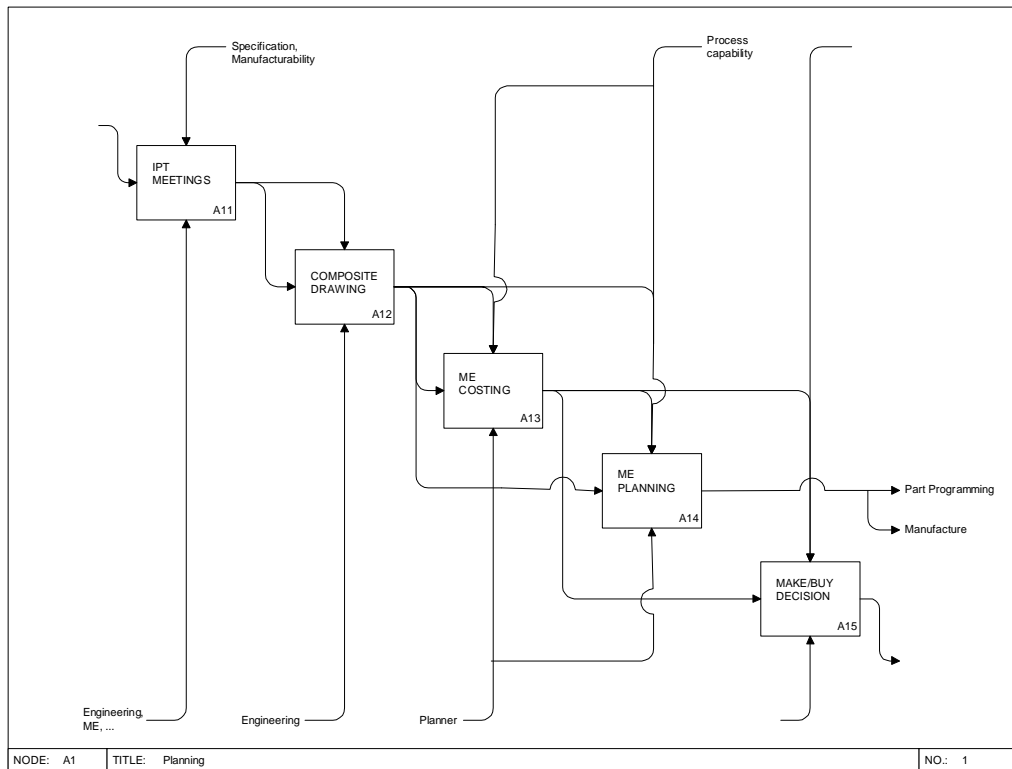 Specification,
Manufacturability
Process
capability
IPT
MEETINGS
A11
COMPOSITE
DRAWING
A12
ME
COSTING
A13
ME
PLANNING
A14
Part Programming
Manufacture
MAKE/BUY
DECISION
A15
Engineering,
ME, ...
Engineering
Planner
NODE: A1 TITLE: Planning NO.: 1